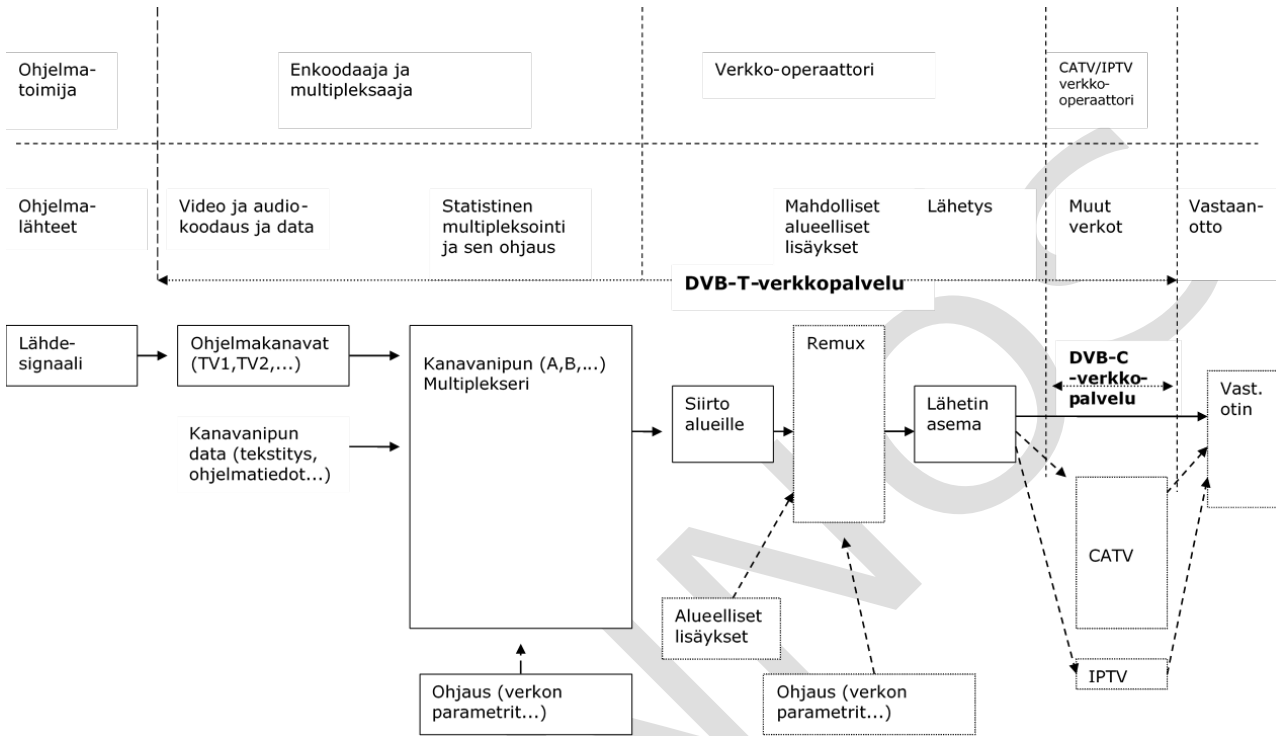 Ohjelma-
toimija
Enkoodaaja ja
multipleksaaja
Verkko-operaattori
CATV/IPTV
verkko-
operaattori
Ohjelma-
lähteet
Video ja audio-
koodaus ja data
Statistinen
multipleksointi
ja sen ohjaus
Mahdolliset
alueelliset
lisäykset
Lähetys
Muut
verkot
Vastaan-
otto
DVB-T-verkkopalvelu
Lähde-
signaali
Ohjelmakanavat
(TV1,TV2,...)
Kanavanipun
data (tekstitys,
ohjelmatiedot...)
Kanavanipun (A,B,...)
Multiplekseri
Siirto
alueille
Remux
Lähetin
asema
DVB-C
-verkko-
palvelu
Vast.
otin
CATV
IPTV
Alueelliset
lisäykset
Ohjaus (verkon
parametrit...)
Ohjaus (verkon
parametrit...)